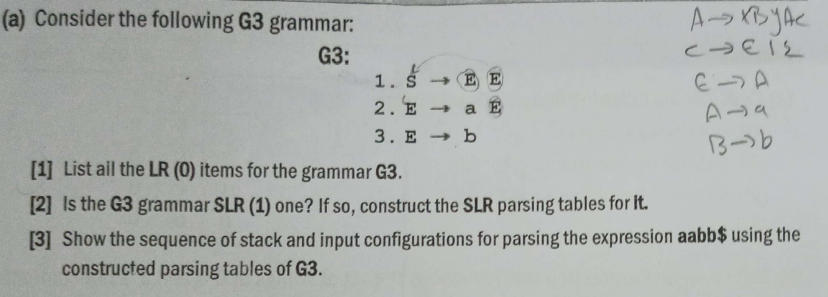 (a) Consider the following G3 grammar:
G3:
1. S → E E
2. E → a E
3. E → b
[1] List all the LR (0) items for the grammar G3.
[2] Is the G3 grammar SLR (1) one? If so, construct the SLR parsing tables for It.
[3] Show the sequence of stack and input configurations for parsing the expression aabb$ using the
constructed parsing tables of G3.
A → xByAc
A → a
B → b